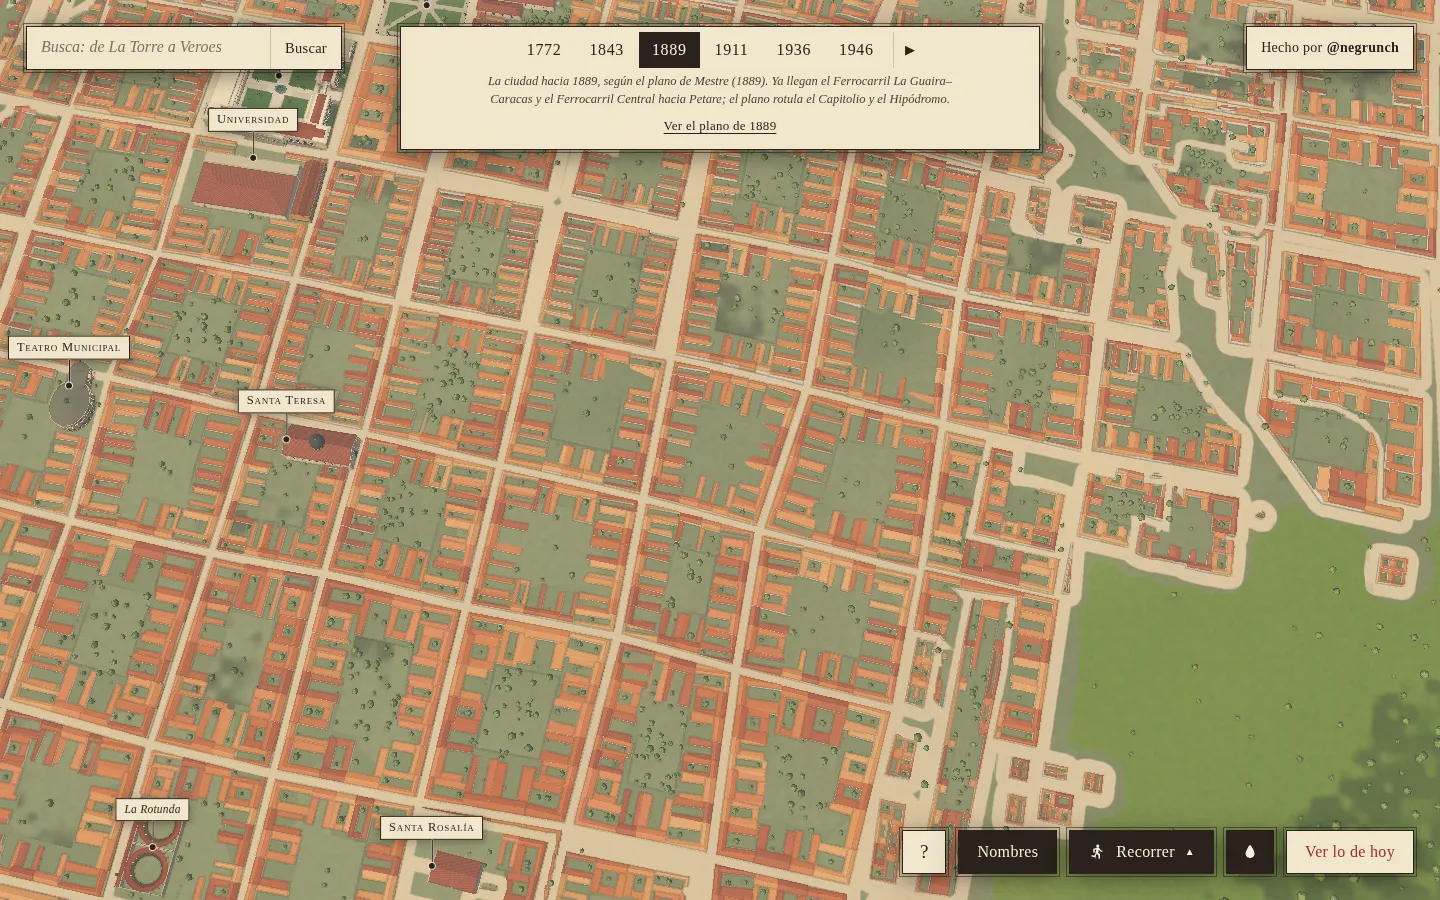 Busca: de La Torre a Veroes
Buscar
1772 1843 1889 1911 1936 1946 ▶
La ciudad hacia 1889, según el plano de Mestre (1889). Ya llegan el Ferrocarril La Guaira–
Caracas y el Ferrocarril Central hacia Petare; el plano rotula el Capitolio y el Hipódromo.
Ver el plano de 1889
Hecho por @negrunch
Universidad
Teatro Municipal
Santa Teresa
La Rotunda
Santa Rosalía
?
Nombres
Recorrer ▲
Ver lo de hoy